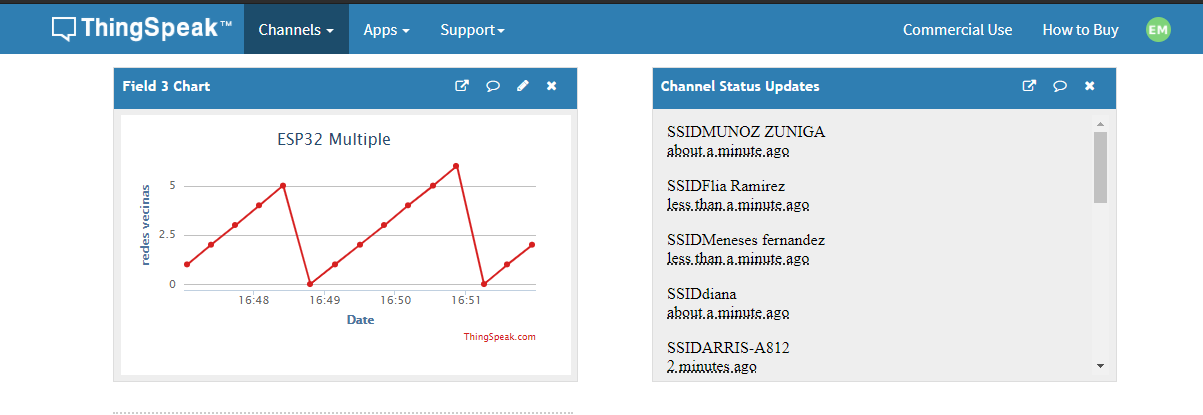 ThingSpeak™
Channels
Apps
Support
Commercial Use
How to Buy
EM
Field 3 Chart
ESP32 Multiple
redes vecinas
5
2.5
0
16:48
16:49
16:50
16:51
Date
ThingSpeak.com
Channel Status Updates
SSIDMUNOZ ZUNIGA
about a minute ago
SSIDFlia Ramirez
less than a minute ago
SSIDMeneses fernandez
less than a minute ago
SSIDdiana
about a minute ago
SSIDARRIS-A812
2 minutes ago